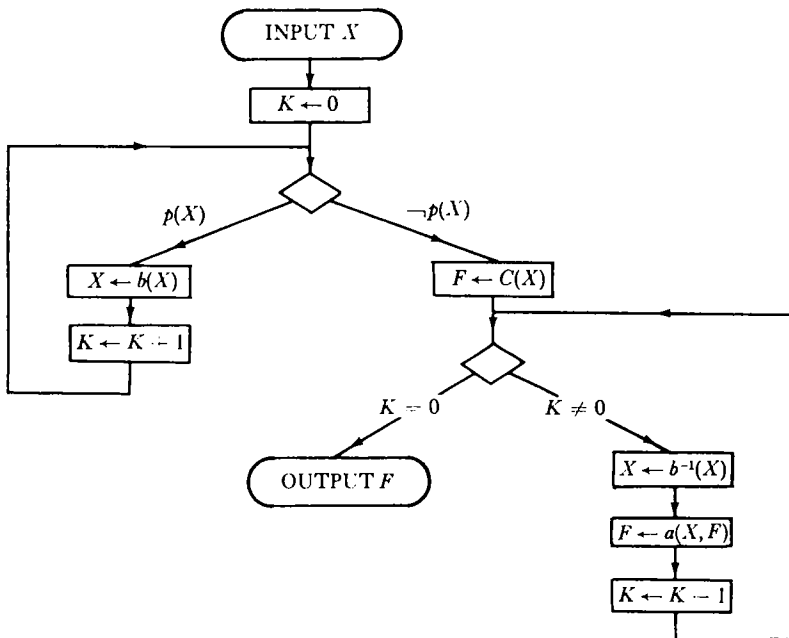 INPUT X
K ← 0
p(X)
¬p(X)
X ← b(X)
F ← C(X)
K ← K - 1
K = 0
K ≠ 0
OUTPUT F
X ← b⁻¹(X)
F ← a(X, F)
K ← K - 1